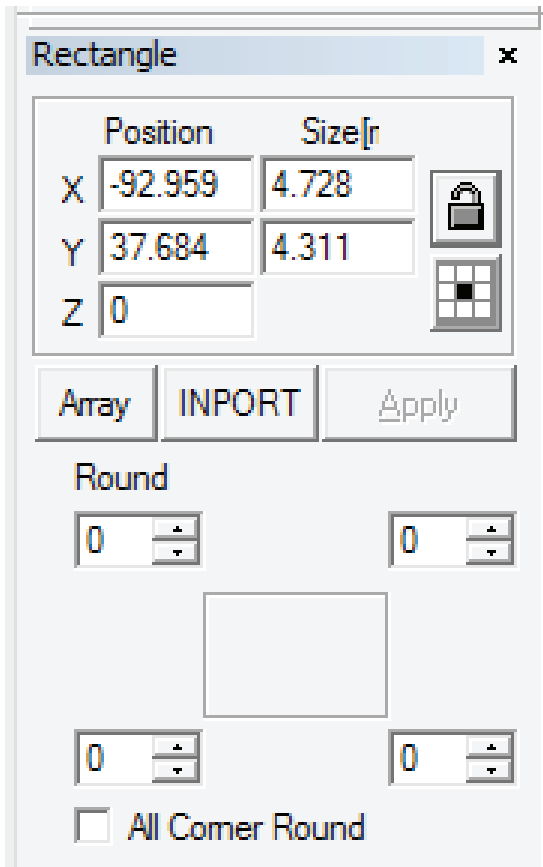 Rectangle x
Position Size[r
X -92.959 4.728
Y 37.684 4.311
Z 0
Array INPORT Apply
Round
0 0
0 0
All Corner Round